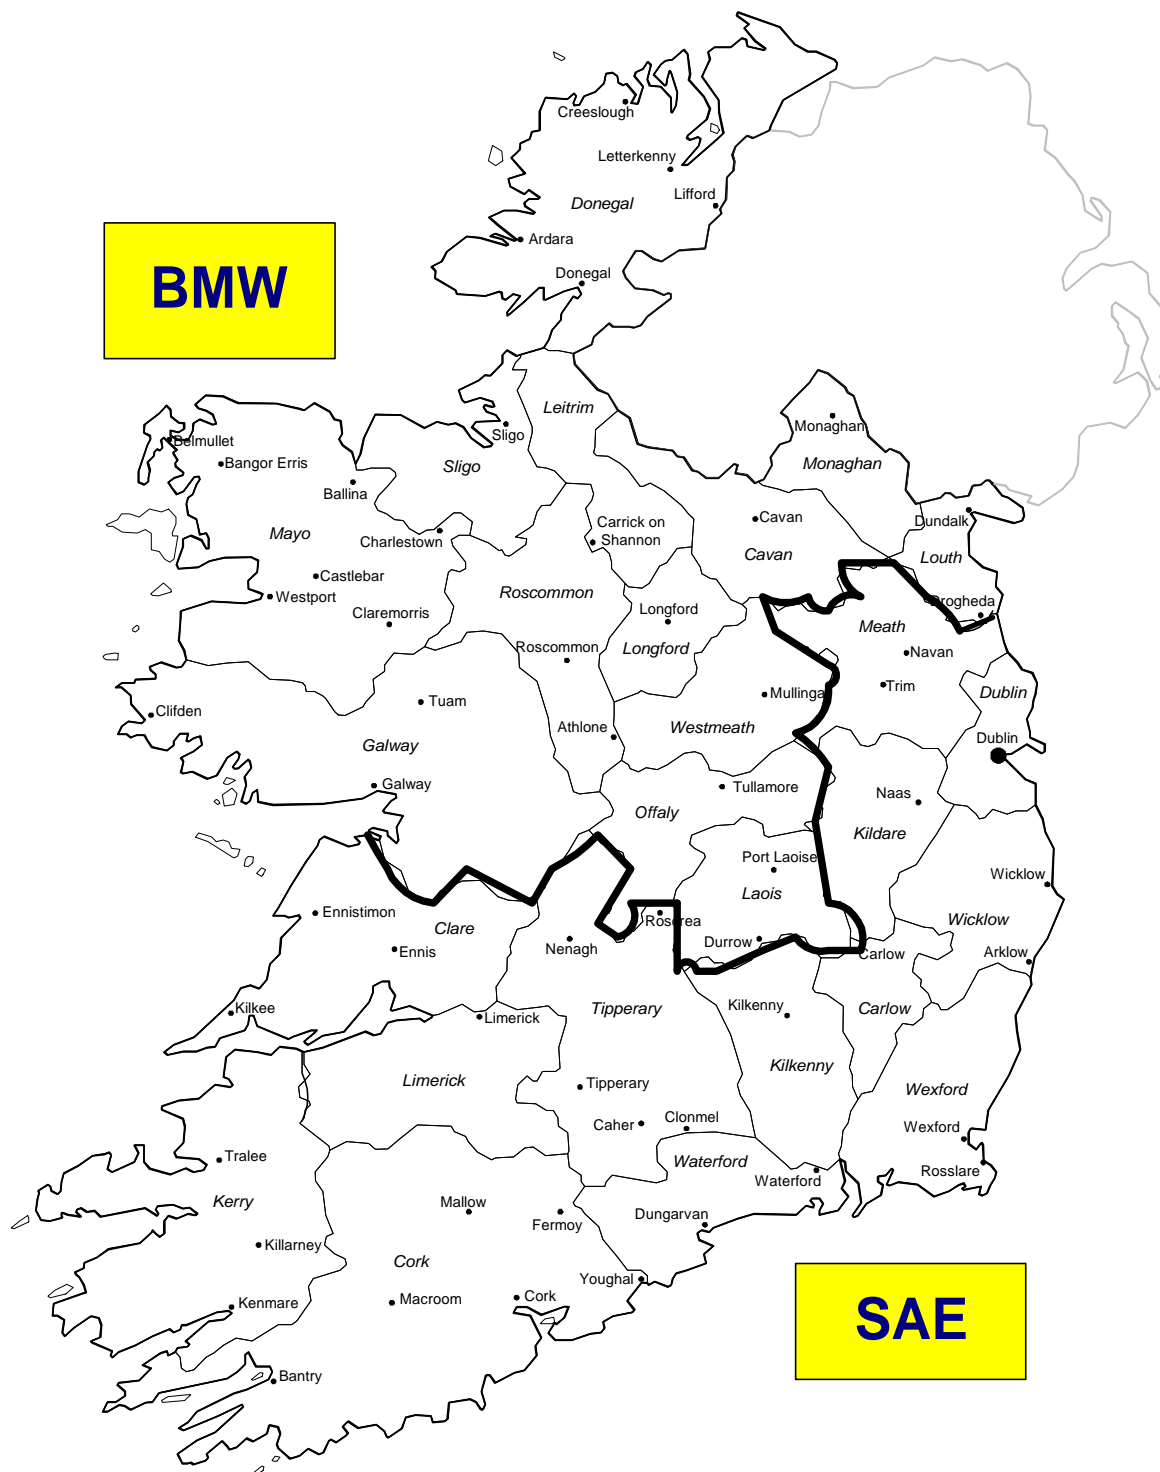 Creeslough
Letterkenny
Lifford
Donegal
Ardara
Donegal
BMW
Leitrim
Sligo
Monaghan
Monaghan
Belmullet
Bangor Erris
Sligo
Ballina
Cavan
Dundalk
Carrick on
Shannon
Mayo
Charlestown
Cavan
Louth
Castlebar
Westport
Roscommon
Claremorris
Longford
Drogheda
Meath
Roscommon
Longford
Navan
Tuam
Mullingar
Trim
Dublin
Clifden
Athlone
Westmeath
Dublin
Galway
Galway
Tullamore
Naas
Offaly
Kildare
Port Laoise
Laois
Wicklow
Ennistimon
Clare
Roscrea
Wicklow
Nenagh
Durrow
Ennis
Carlow
Arklow
Kilkee
Limerick
Tipperary
Kilkenny
Carlow
Kilkenny
Limerick
Tipperary
Wexford
Caher
Clonmel
Wexford
Tralee
Waterford
Rosslare
Waterford
Kerry
Mallow
Fermoy
Dungarvan
Killarney
Cork
Youghal
Kenmare
Macroom
Cork
SAE
Bantry